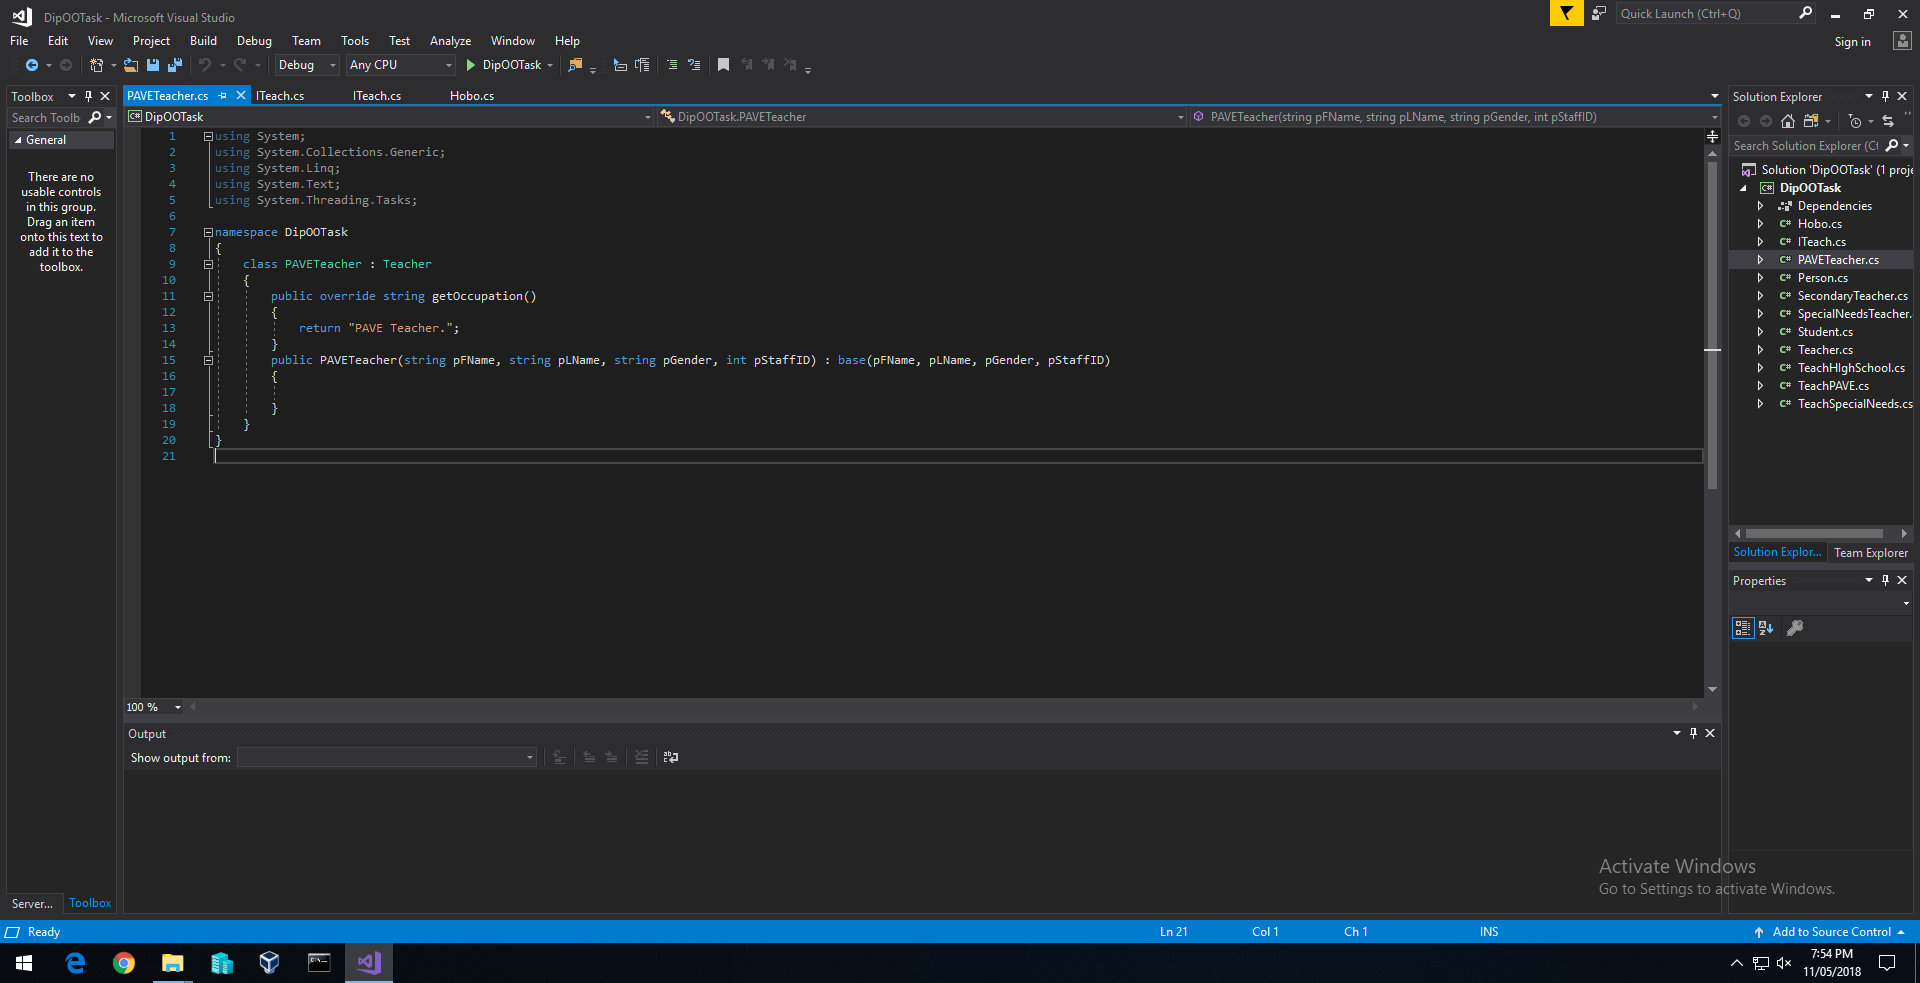 DipOOTask - Microsoft Visual Studio
Quick Launch (Ctrl+Q)
File Edit View Project Build Debug Team Tools Test Analyze Window Help
Sign in
Debug Any CPU DipOOTask
Toolbox
Search Toolb
General
There are no
usable controls
in this group.
Drag an item
onto this text to
add it to the
toolbox.
Server... Toolbox
PAVETeacher.cs ITeach.cs ITeach.cs Hobo.cs
C# DipOOTask DipOOTask.PAVETeacher PAVETeacher(string pFName, string pLName, string pGender, int pStaffID)
1 using System;
2 using System.Collections.Generic;
3 using System.Linq;
4 using System.Text;
5 using System.Threading.Tasks;
6
7 namespace DipOOTask
8 {
9 class PAVETeacher : Teacher
10 {
11 public override string getOccupation()
12 {
13 return "PAVE Teacher.";
14 }
15 public PAVETeacher(string pFName, string pLName, string pGender, int pStaffID) : base(pFName, pLName, pGender, pStaffID)
16 {
17
18 }
19 }
20 }
21
100 %
Output
Show output from:
Solution Explorer
Search Solution Explorer (Ct
Solution 'DipOOTask' (1 proje
C# DipOOTask
Dependencies
C# Hobo.cs
C# ITeach.cs
C# PAVETeacher.cs
C# Person.cs
C# SecondaryTeacher.cs
C# SpecialNeedsTeacher.
C# Student.cs
C# Teacher.cs
C# TeachHIghSchool.cs
C# TeachPAVE.cs
C# TeachSpecialNeeds.cs
Solution Explor... Team Explorer
Properties
Activate Windows
Go to Settings to activate Windows.
Ready Ln 21 Col 1 Ch 1 INS Add to Source Control
7:54 PM
11/05/2018